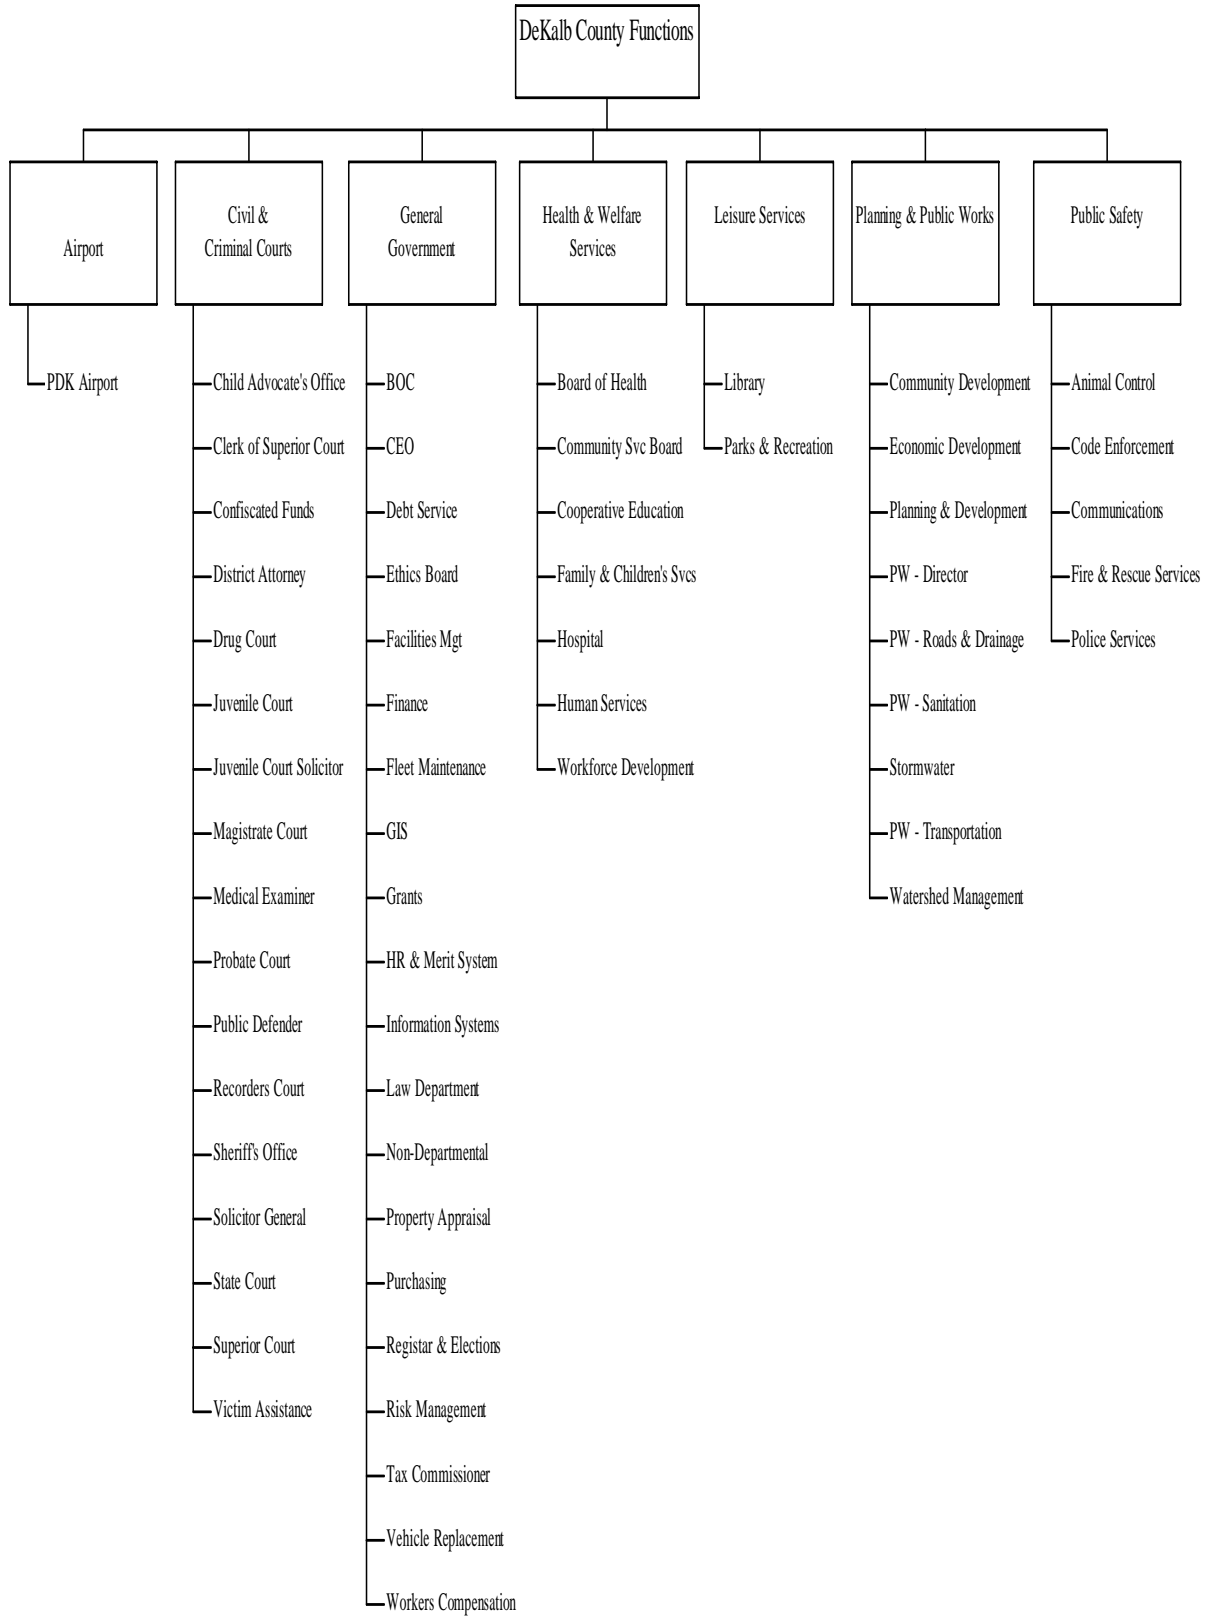 DeKalb County Functions
Airport
Civil &
Criminal Courts
General
Government
Health & Welfare
Services
Leisure Services
Planning & Public Works
Public Safety
PDK Airport
Child Advocate's Office
Clerk of Superior Court
Confiscated Funds
District Attorney
Drug Court
Juvenile Court
Juvenile Court Solicitor
Magistrate Court
Medical Examiner
Probate Court
Public Defender
Recorders Court
Sheriff's Office
Solicitor General
State Court
Superior Court
Victim Assistance
BOC
CEO
Debt Service
Ethics Board
Facilities Mgt
Finance
Fleet Maintenance
GIS
Grants
HR & Merit System
Information Systems
Law Department
Non-Departmental
Property Appraisal
Purchasing
Registar & Elections
Risk Management
Tax Commissioner
Vehicle Replacement
Workers Compensation
Board of Health
Community Svc Board
Cooperative Education
Family & Children's Svcs
Hospital
Human Services
Workforce Development
Library
Parks & Recreation
Community Development
Economic Development
Planning & Development
PW - Director
PW - Roads & Drainage
PW - Sanitation
Stormwater
PW - Transportation
Watershed Management
Animal Control
Code Enforcement
Communications
Fire & Rescue Services
Police Services